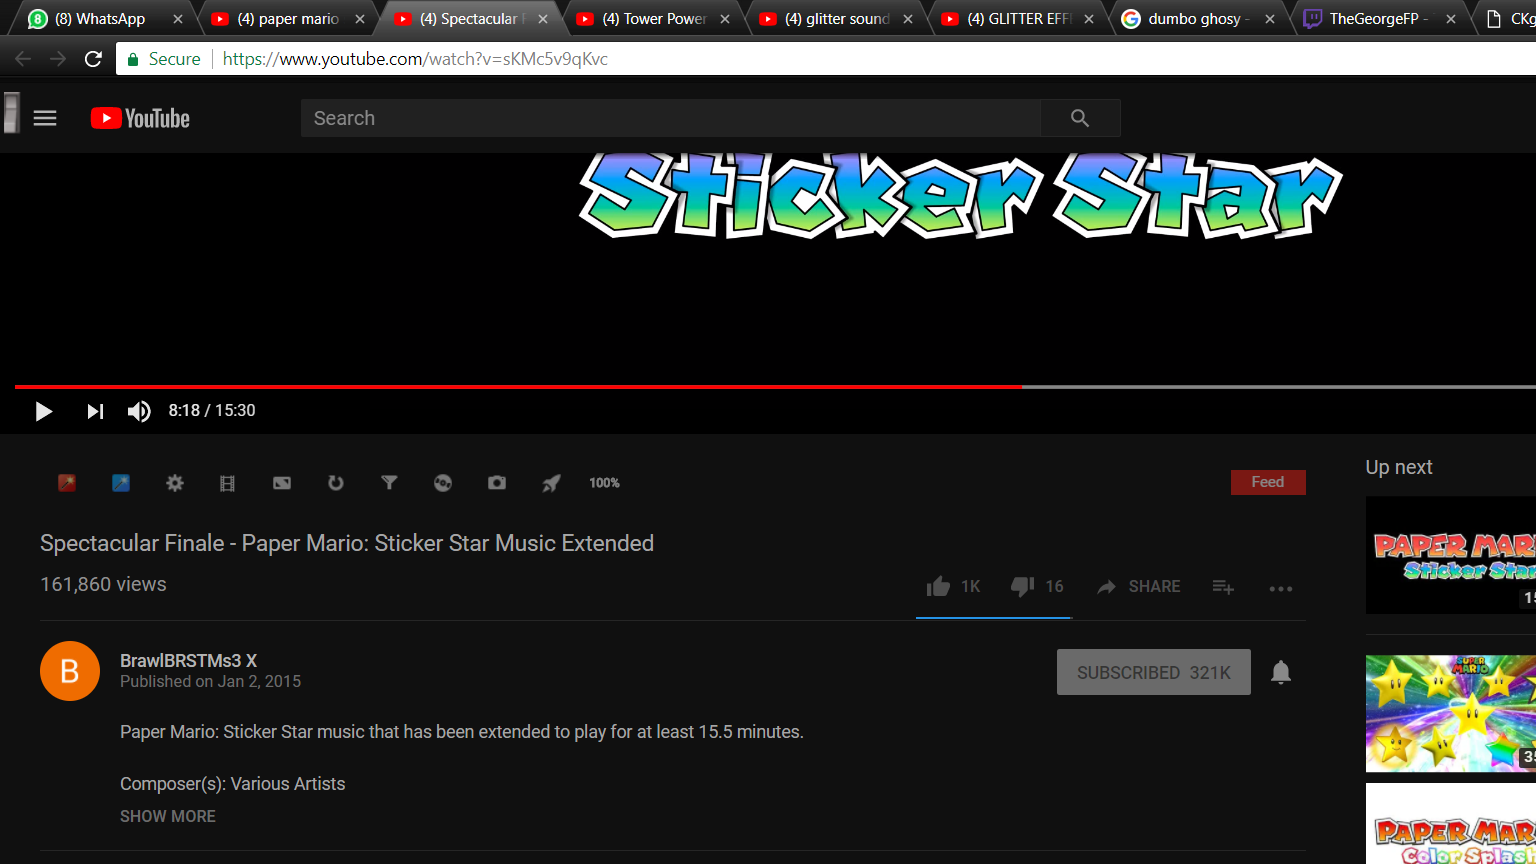 (8) WhatsApp
(4) paper mario
(4) Spectacular F
(4) Tower Power
(4) glitter sound
(4) GLITTER EFF
dumbo ghosy -
TheGeorgeFP -
CKg
Secure
https://www.youtube.com/watch?v=sKMc5v9qKvc
YouTube
Search
Sticker Star
8:18 / 15:30
100%
Feed
Up next
Spectacular Finale - Paper Mario: Sticker Star Music Extended
161,860 views
1K
16
SHARE
PAPER MAR
Sticker Star
15
BrawlBRSTMs3 X
Published on Jan 2, 2015
SUBSCRIBED 321K
B
SUPER
MARIO
Paper Mario: Sticker Star music that has been extended to play for at least 15.5 minutes.
35
Composer(s): Various Artists
SHOW MORE
PAPER MAR
Color Splash